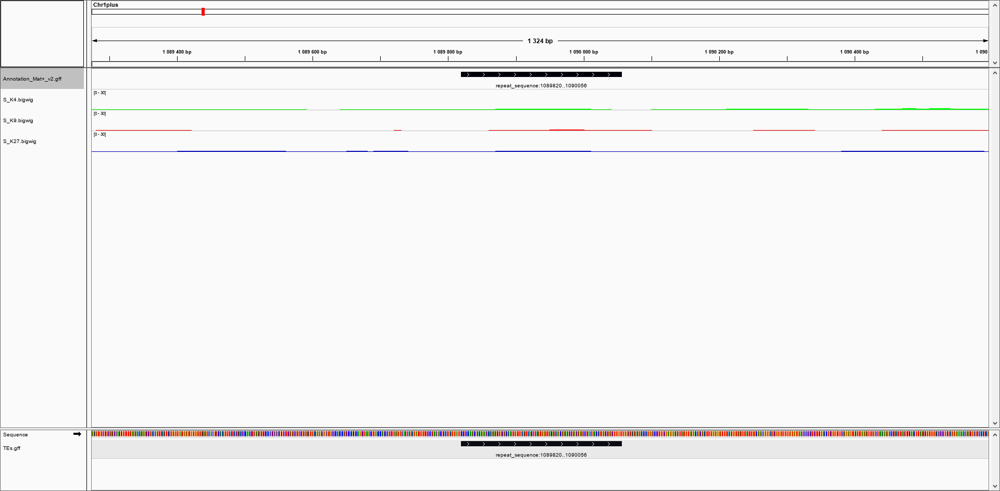 Chr1plus
1 324 bp
1 089 400 bp 1 089 600 bp 1 089 800 bp 1 090 000 bp 1 090 200 bp 1 090 400 bp 1 090
Annotation_Mat+_v2.gff
repeat_sequence:1089820..1090056
[0 - 30]
S_K4.bigwig
[0 - 30]
S_K9.bigwig
[0 - 30]
S_K27.bigwig
Sequence
TEs.gff
repeat_sequence:1089820..1090056